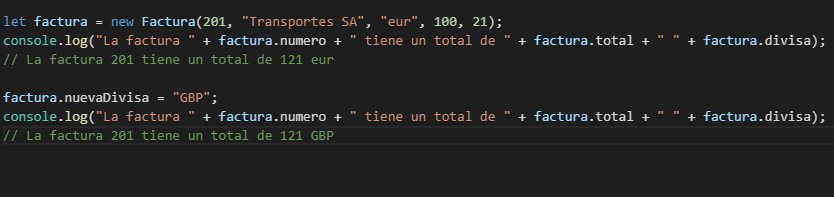 let factura = new Factura(201, "Transportes SA", "eur", 100, 21);
console.log("La factura " + factura.numero + " tiene un total de " + factura.total + " " + factura.divisa);
// La factura 201 tiene un total de 121 eur
factura.nuevaDivisa = "GBP";
console.log("La factura " + factura.numero + " tiene un total de " + factura.total + " " + factura.divisa);
// La factura 201 tiene un total de 121 GBP